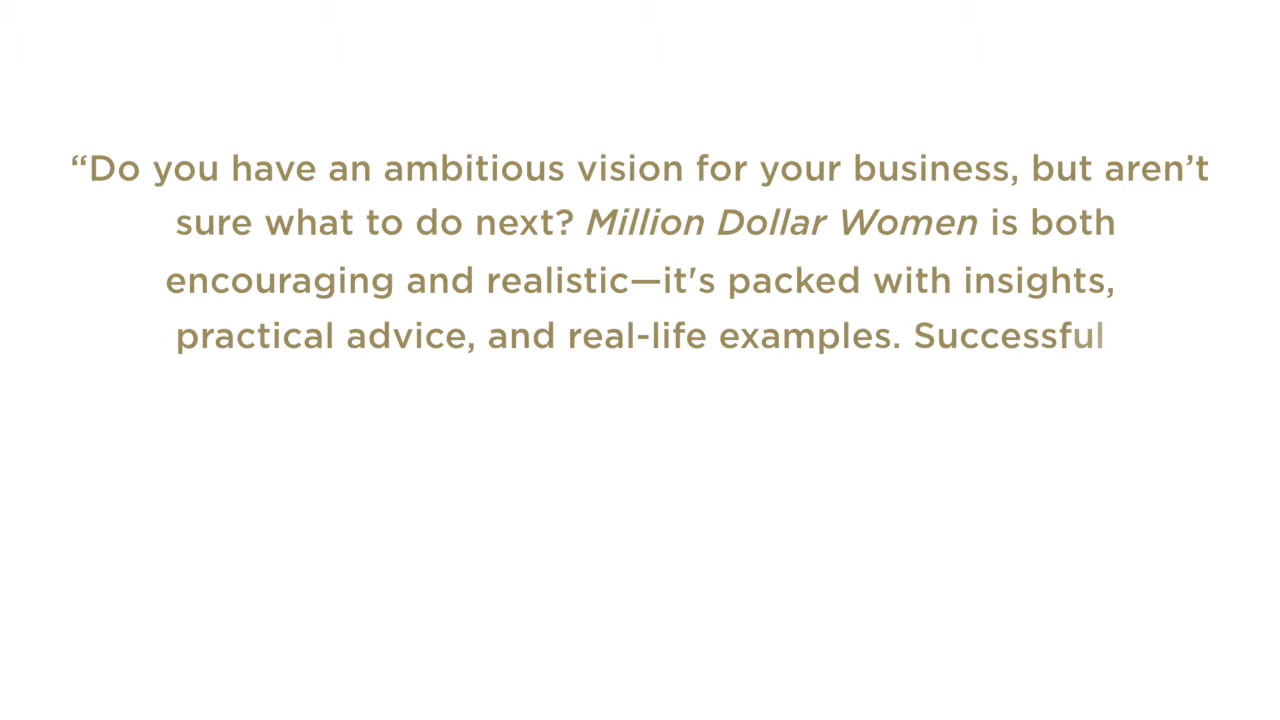 “Do you have an ambitious vision for your business, but aren’t
sure what to do next? Million Dollar Women is both
encouraging and realistic—it's packed with insights,
practical advice, and real-life examples. Successful